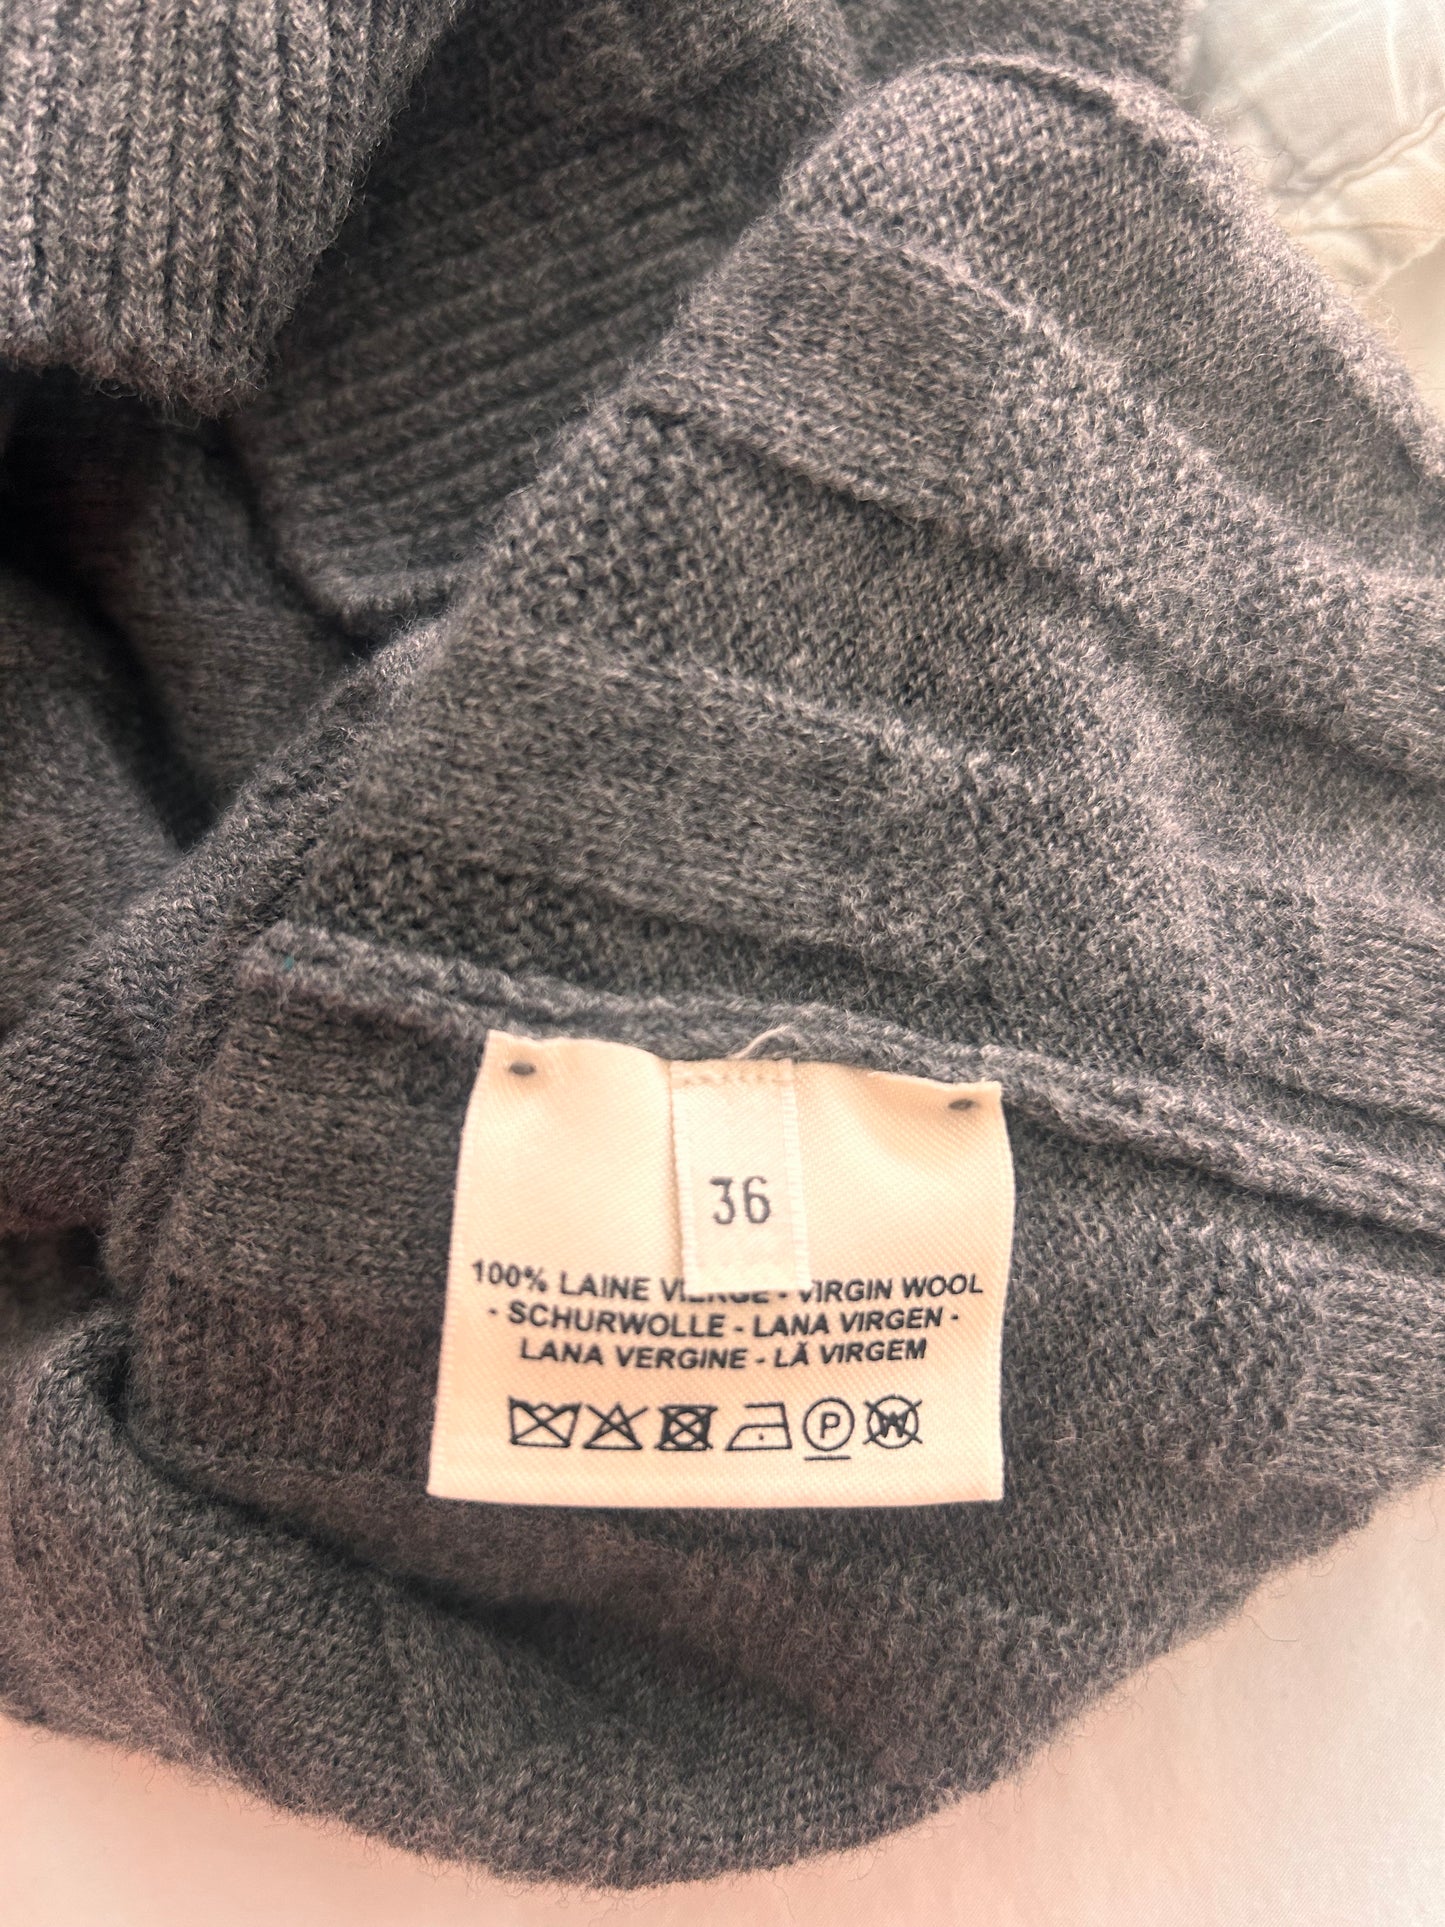 36
100% LAINE VIERGE - VIRGIN WOOL
- SCHURWOLLE - LANA VIRGEN -
LANA VERGINE - LÃ VIRGEM
P W